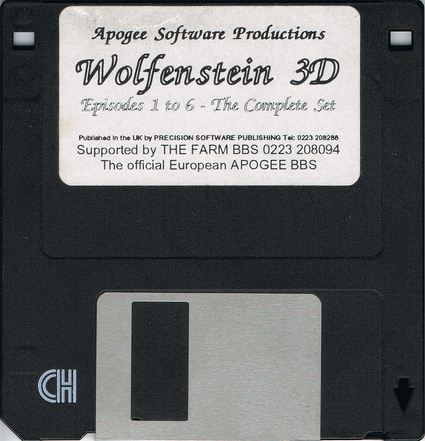 Apogee Software Productions
Wolfenstein 3D
Episodes 1 to 6 - The Complete Set
Published in the UK by PRECISION SOFTWARE PUBLISHING Tel: 0223 208288
Supported by THE FARM BBS 0223 208094
The official European APOGEE BBS
CH